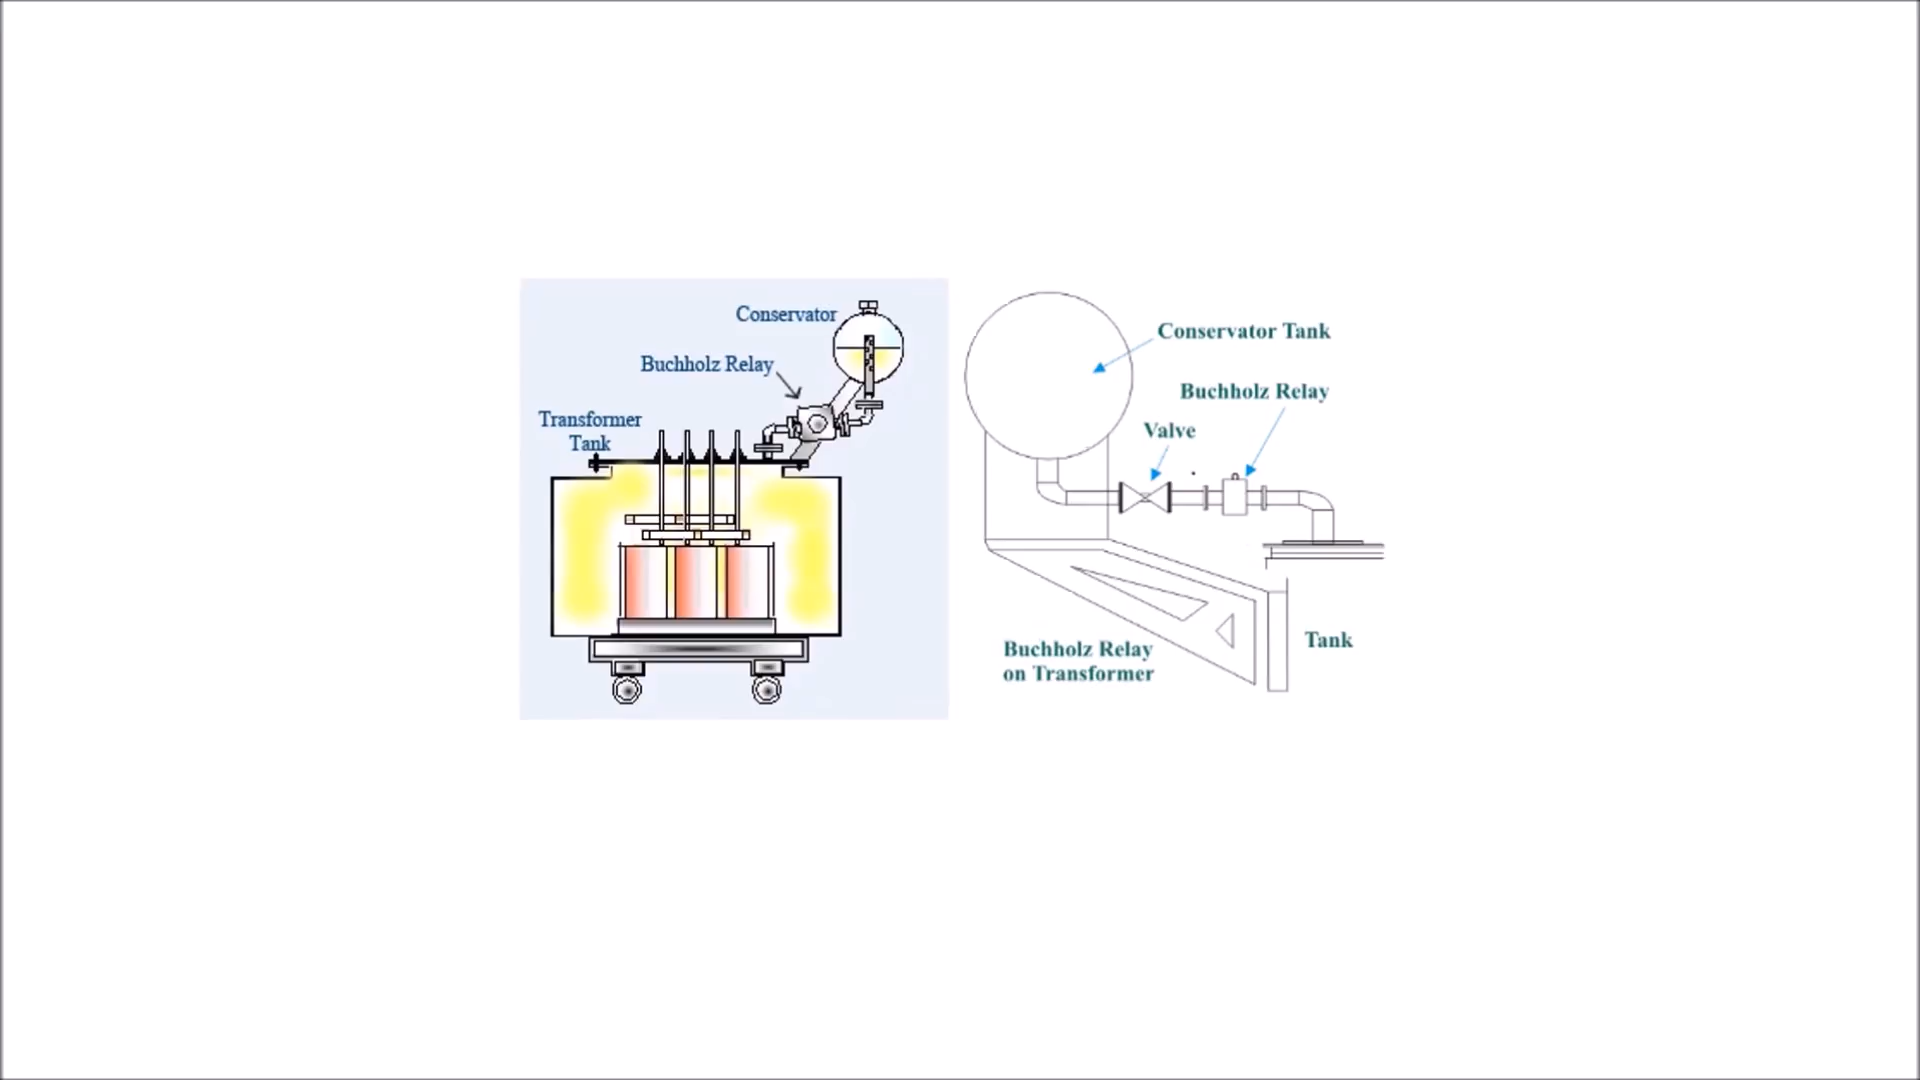 Conservator
Buchholz Relay
Transformer
Tank
Conservator Tank
Buchholz Relay
Valve
Buchholz Relay
on Transformer
Tank